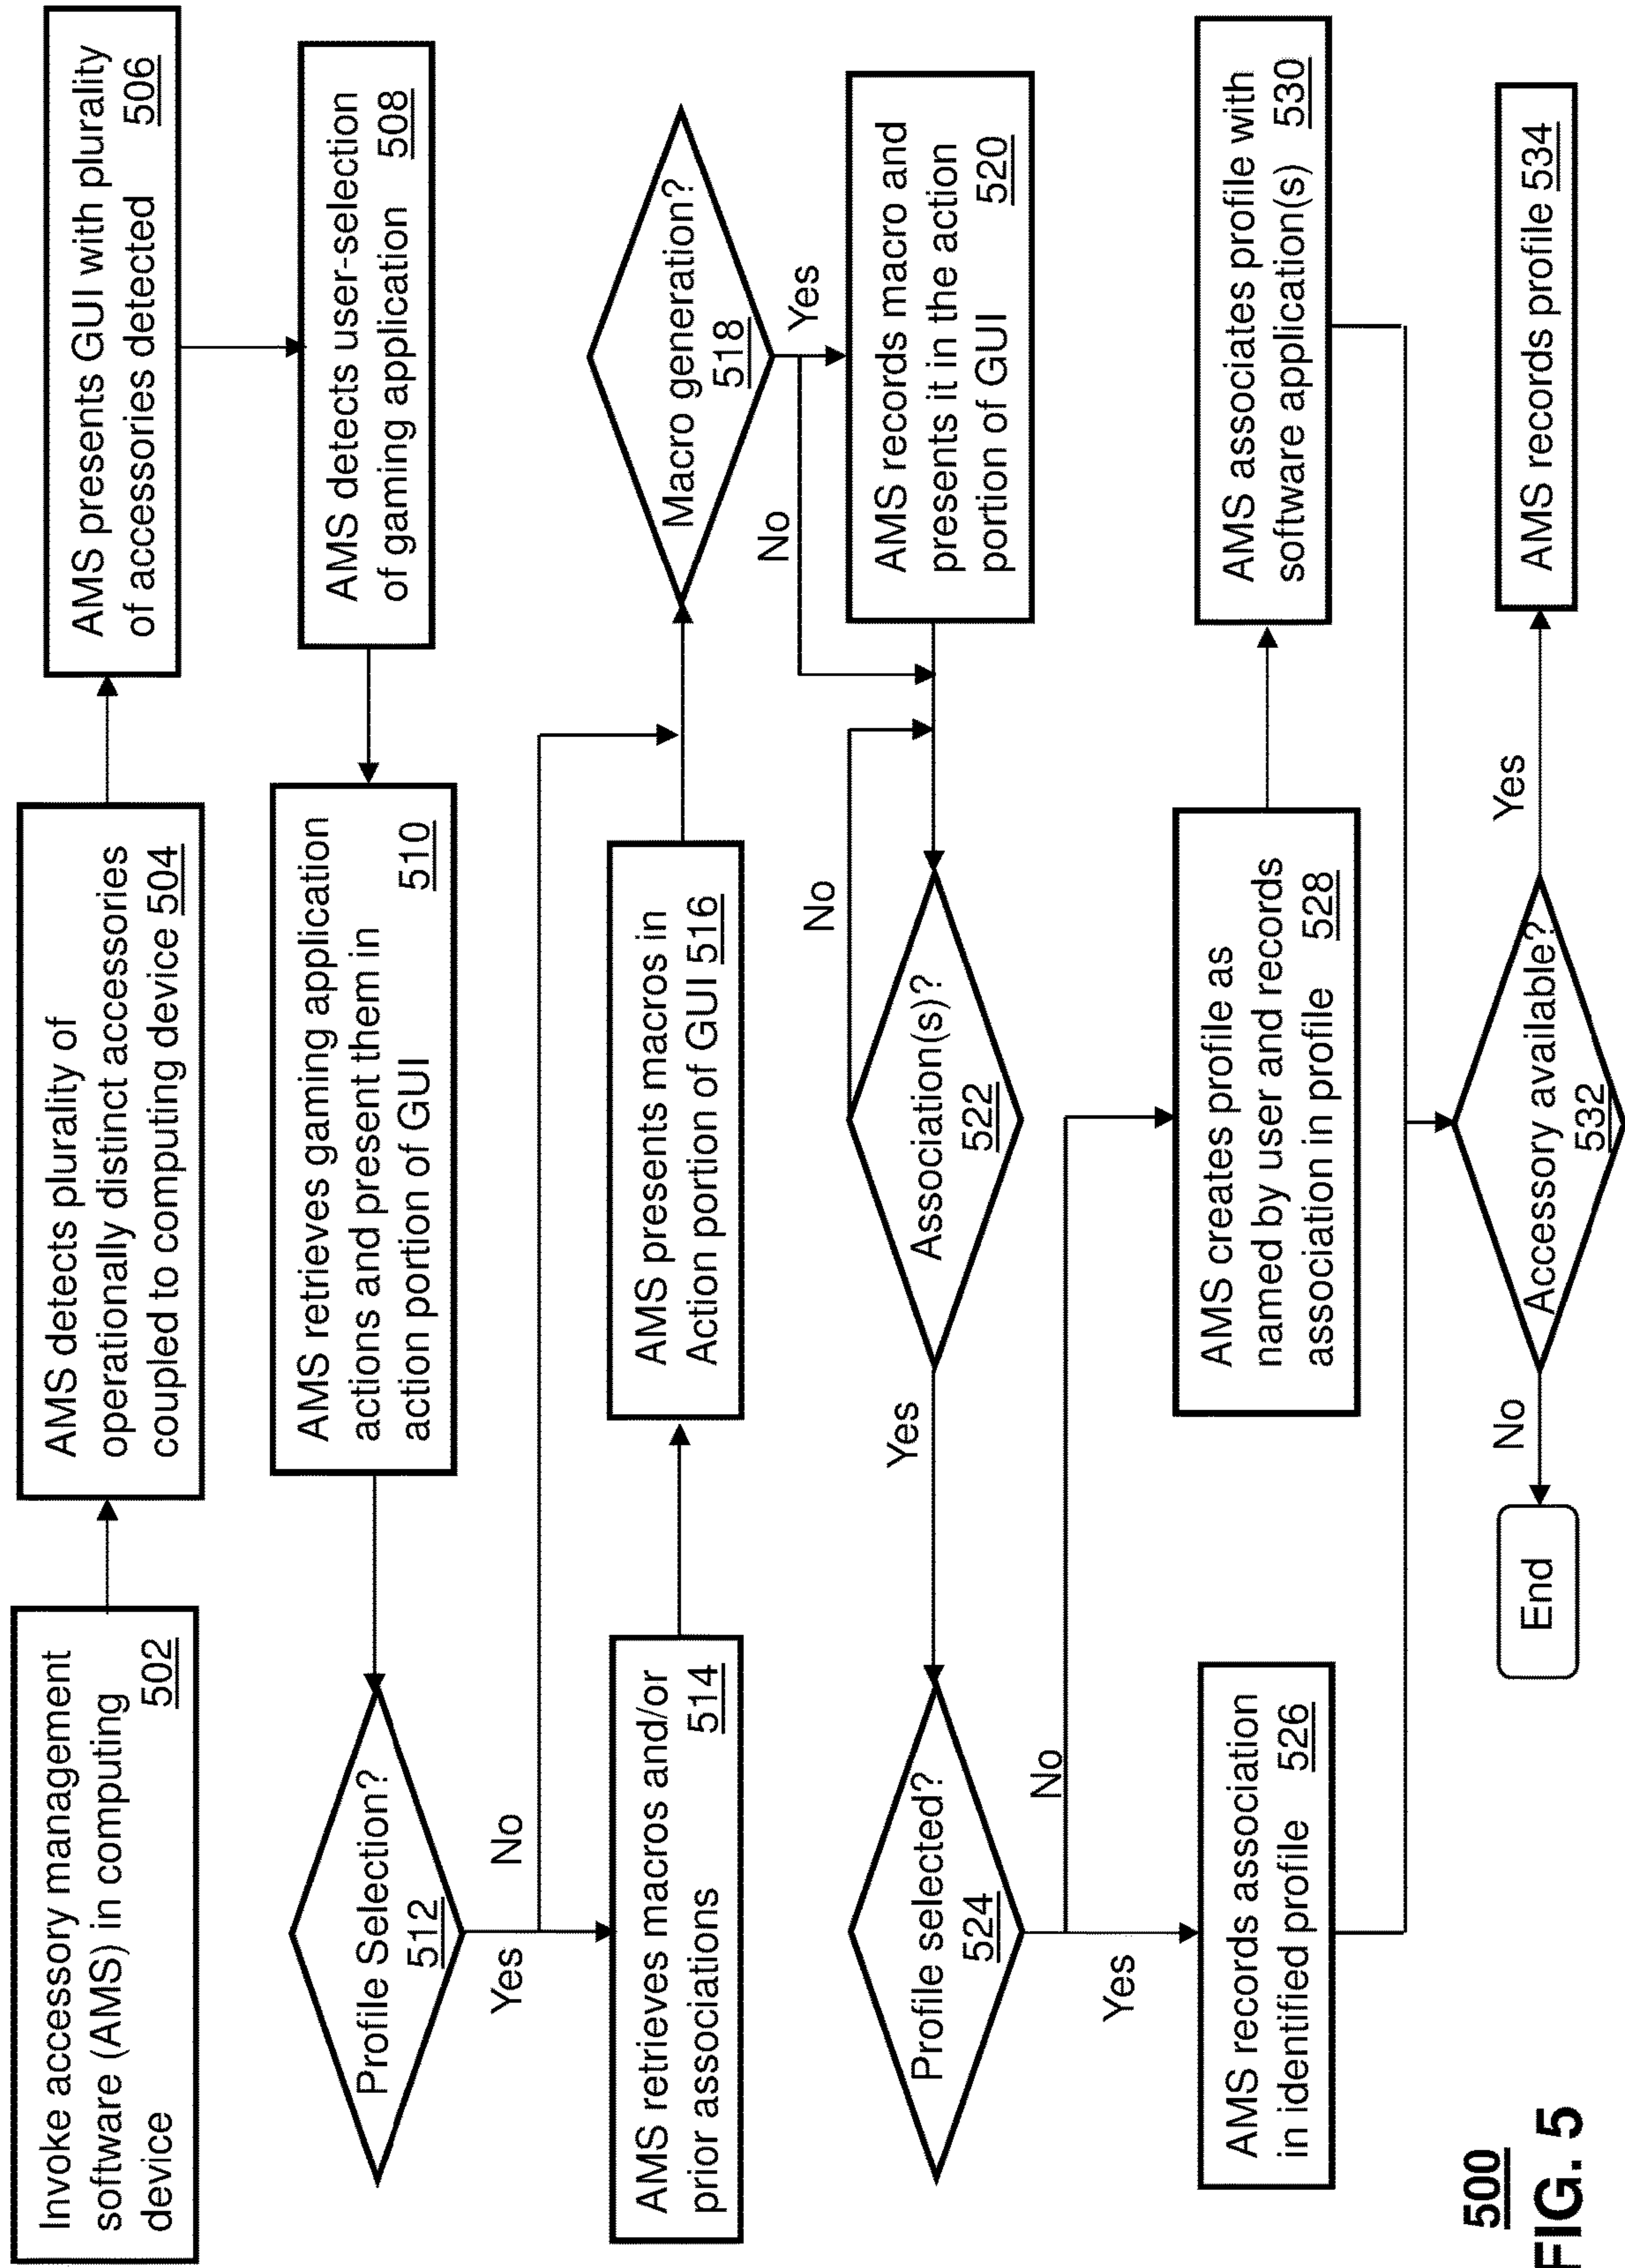 Invoke accessory management
software (AMS) in computing
device 502
AMS detects plurality of
operationally distinct accessories
coupled to computing device 504
AMS presents GUI with plurality
of accessories detected 506
AMS detects user-selection
of gaming application 508
AMS retrieves gaming application
actions and present them in
action portion of GUI 510
Profile Selection?
512
No
Yes
AMS retrieves macros and/or
prior associations 514
AMS presents macros in
Action portion of GUI 516
Macro generation?
518
No
Yes
AMS records macro and
presents it in the action
portion of GUI 520
No
Association(s)?
522
Yes
Profile selected?
524
No
Yes
AMS records association
in identified profile 526
AMS creates profile as
named by user and records
association in profile 528
AMS associates profile with
software application(s) 530
Accessory available?
532
No
Yes
End
AMS records profile 534
500
FIG. 5